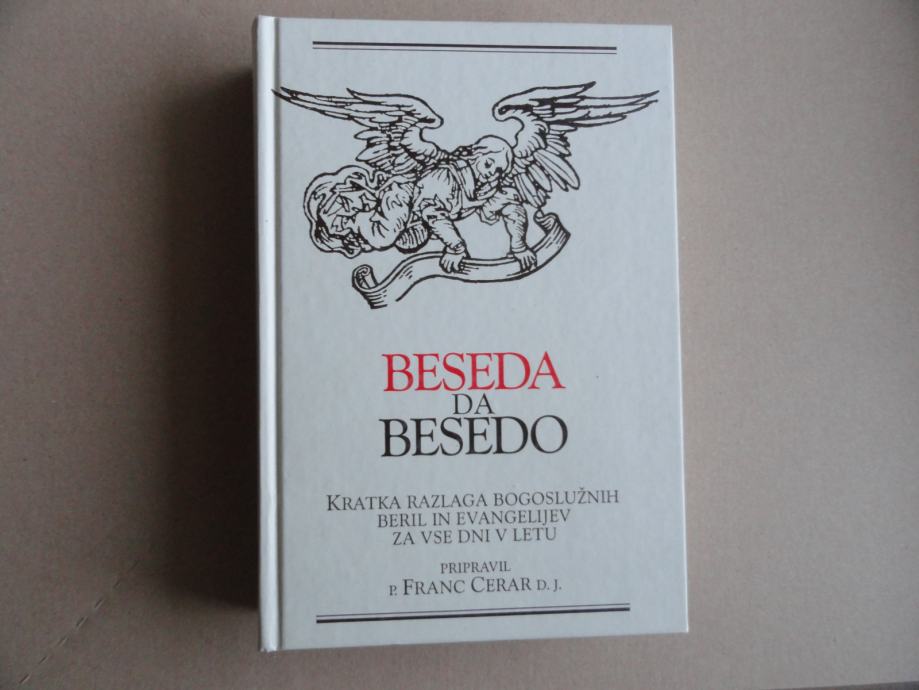 BESEDA
DA
BESEDO
KRATKA RAZLAGA BOGOSLUŽNIH
BERIL IN EVANGELIJEV
ZA VSE DNI V LETU
PRIPRAVIL
P. FRANC CERAR D. J.